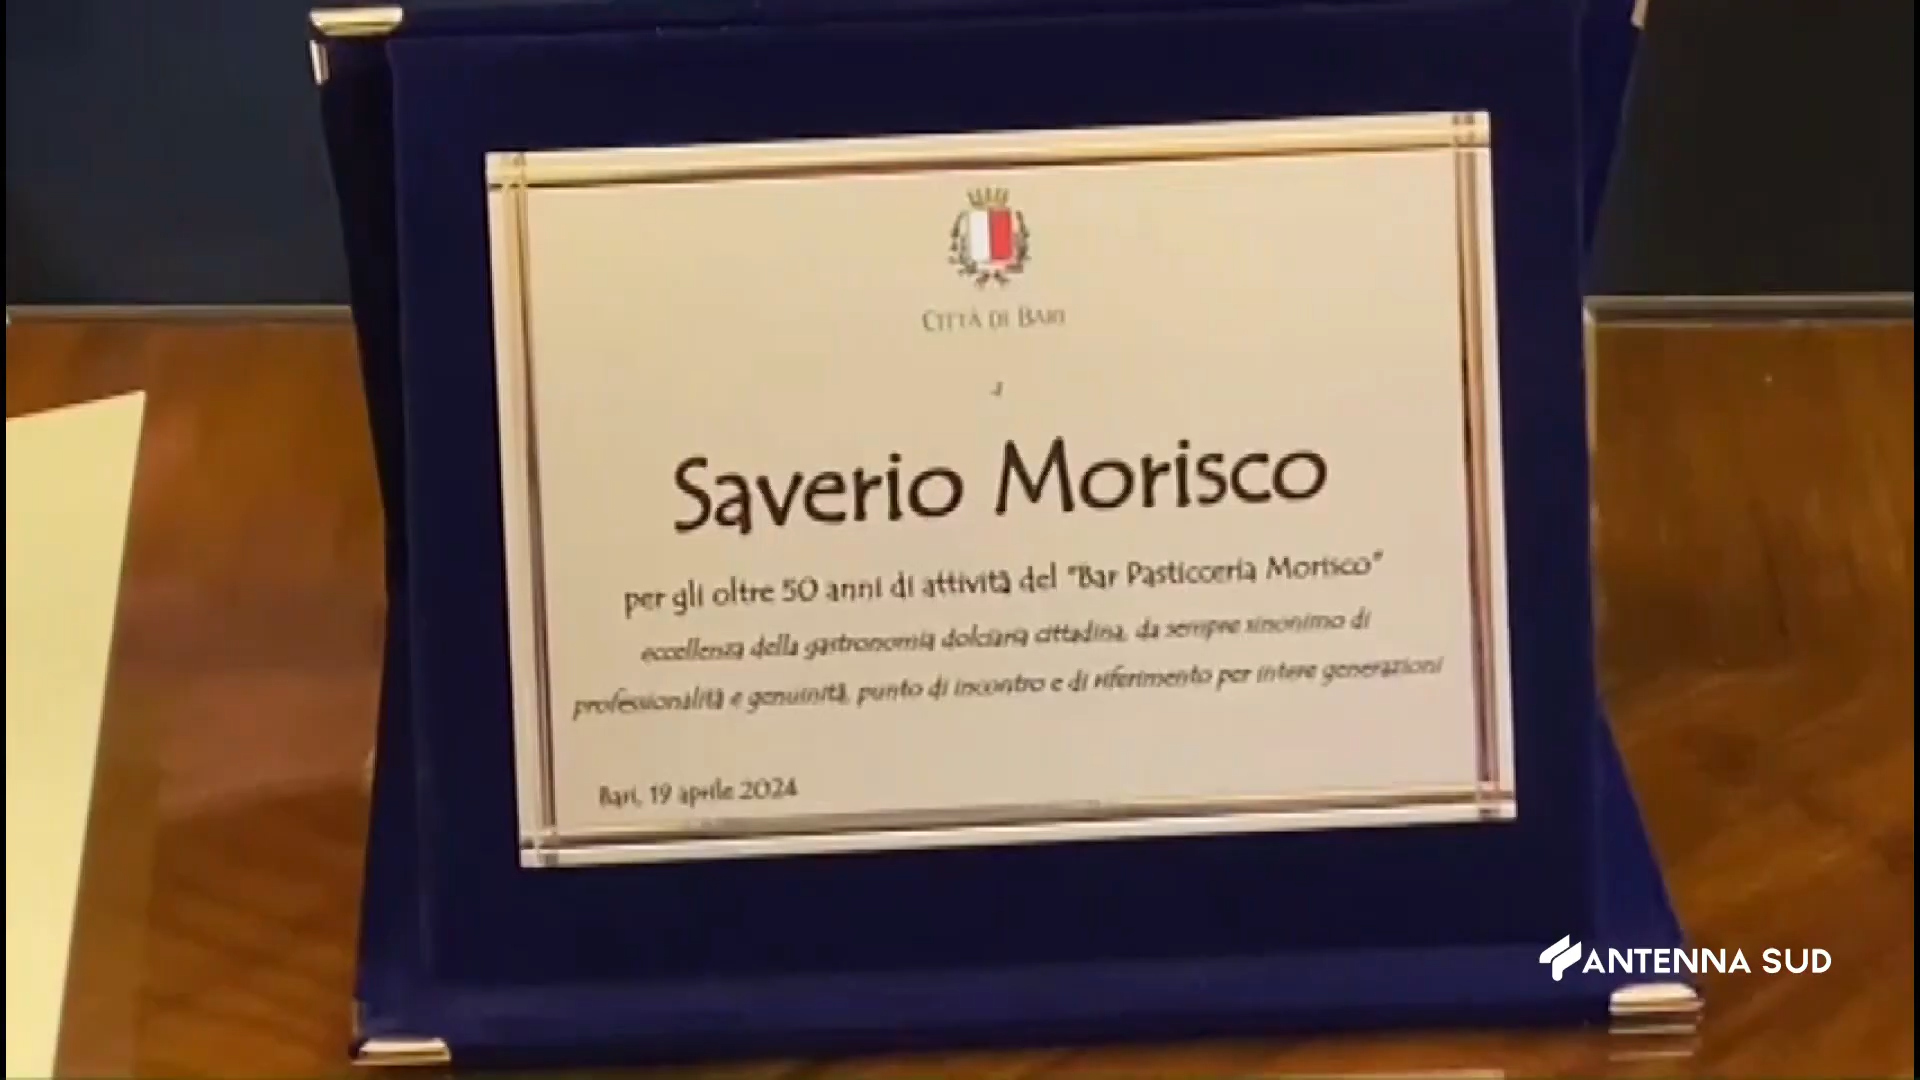 CITTÀ DI BARI
a
Saverio Morisco
per gli oltre 50 anni di attività del "Bar Pasticceria Morisco"
eccellenza della gastronomia dolciaria cittadina, da sempre sinonimo di
professionalità e genuinità, punto di incontro e di riferimento per intere generazioni
Bari, 19 aprile 2024
ANTENNA SUD